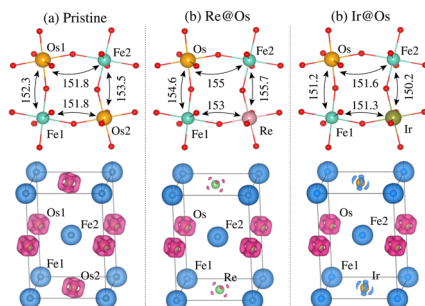 (a) Pristine
(b) Re@Os
(b) Ir@Os
Os1
Fe2
151.8
152.3
153.5
151.8
Fe1
Os2
Os
Fe2
155
154.6
155.7
153
Fe1
Re
Os
Fe2
151.6
151.2
150.2
151.3
Fe1
Ir
Os1
Fe2
Fe1
Os2
Os
Fe2
Fe1
Re
Os
Fe2
Fe1
Ir